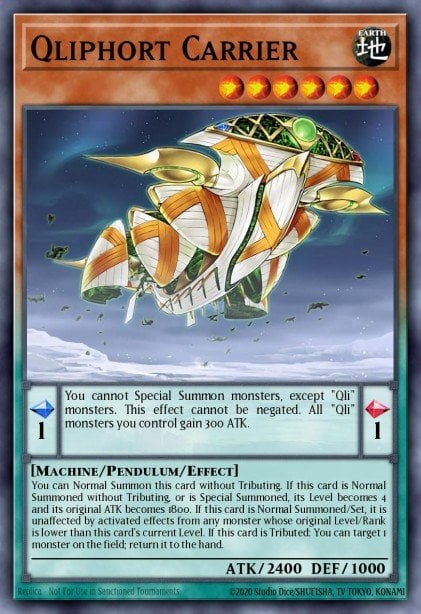 QLIPHORT CARRIER
EARTH
地
You cannot Special Summon monsters, except "Qli"
monsters. This effect cannot be negated. All "Qli"
monsters you control gain 300 ATK.
1
1
[MACHINE/PENDULUM/EFFECT]
You can Normal Summon this card without Tributing. If this card is Normal
Summoned without Tributing, or is Special Summoned, its Level becomes 4
and its original ATK becomes 1800. If this card is Normal Summoned/Set, it is
unaffected by activated effects from any monster whose original Level/Rank
is lower than this card's current Level. If this card is Tributed: You can target 1
monster on the field; return it to the hand.
ATK/2400 DEF/1000
Replica - Not For Use in Sanctioned Tournaments
©2020 Studio Dice/SHUEISHA, TV TOKYO, KONAMI